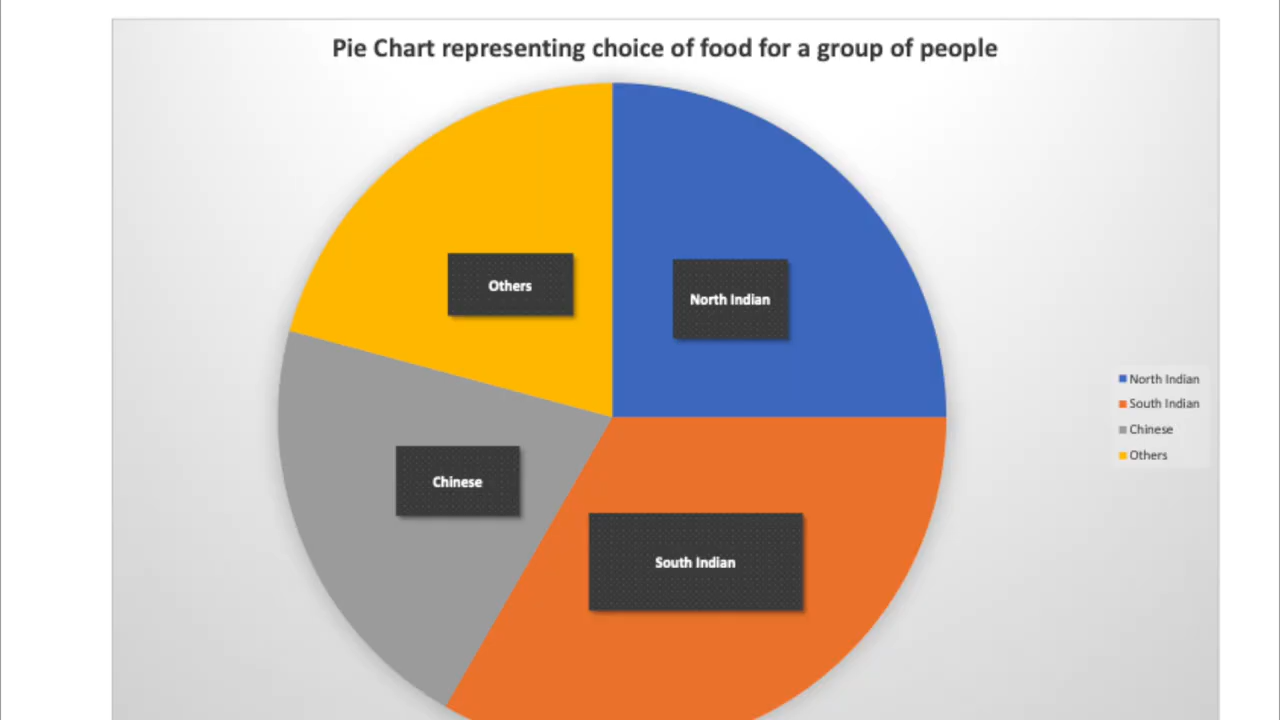 Pie Chart representing choice of food for a group of people
Others
North Indian
Chinese
South Indian
North Indian
South Indian
Chinese
Others